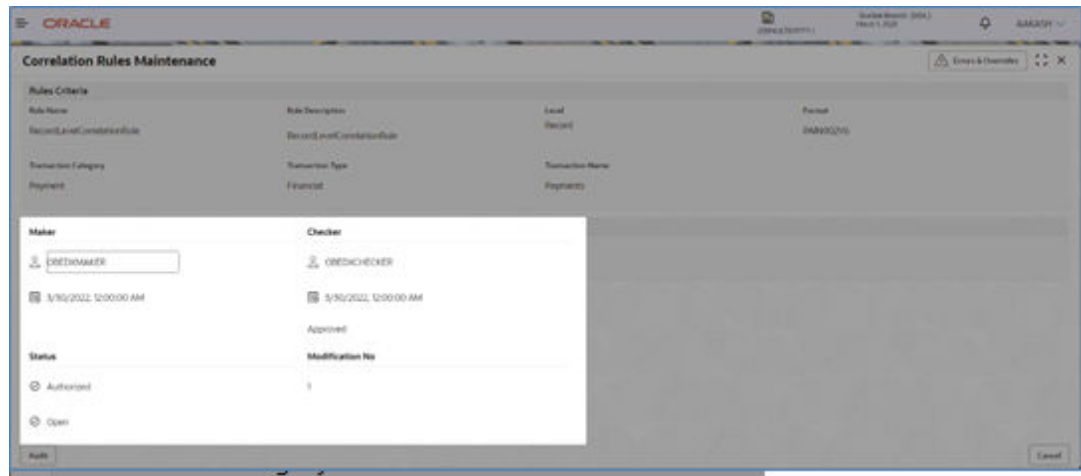 ORACLE
AAKASH
Correlation Rules Maintenance
Errors & Overrides
Rules Criteria
Rule Name Rule Description Level Format
RecordLevelCorrelationRule RecordLevelCorrelationRule Record
Transaction Category Transaction Type Transaction Name
Payment Financial Payments
Maker Checker
OBEDXMAKER OBEDXCHECKER
3/30/2022, 12:00:00 AM 3/30/2022, 12:00:00 AM
Approved
Status Modification No
Authorized 1
Open
Audit Cancel